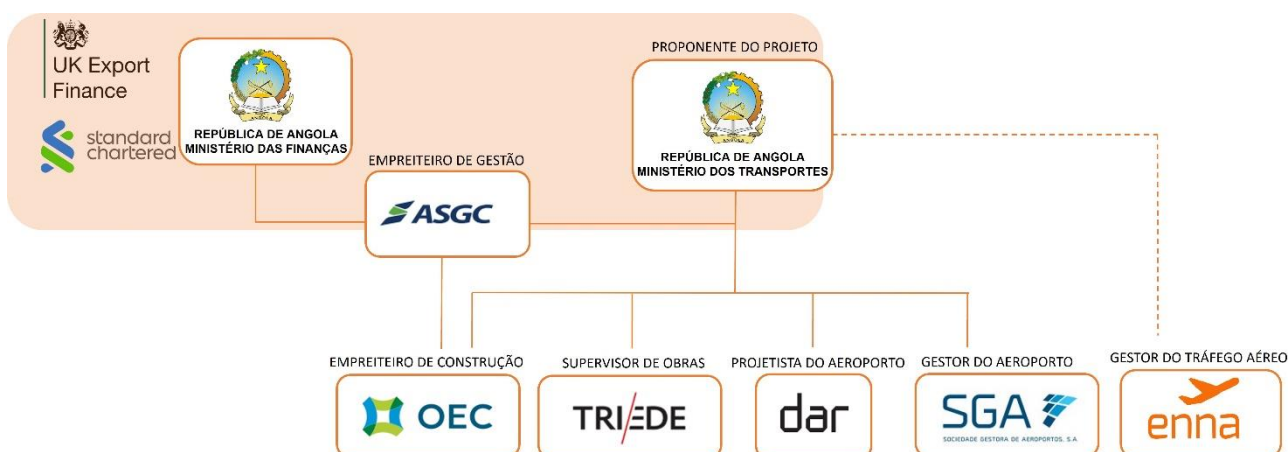 UK Export
Finance
standard
chartered
REPÚBLICA DE ANGOLA
MINISTÉRIO DAS FINANÇAS
PROPONENTE DO PROJETO
REPÚBLICA DE ANGOLA
MINISTÉRIO DOS TRANSPORTES
EMPREITEIRO DE GESTÃO
ASGC
EMPREITEIRO DE CONSTRUÇÃO
OEC
SUPERVISOR DE OBRAS
TRIEDE
PROJETISTA DO AEROPORTO
dar
GESTOR DO AEROPORTO
SGA
SOCIEDADE GESTORA DE AEROPORTOS, S.A
GESTOR DO TRÁFEGO AÉREO
enna